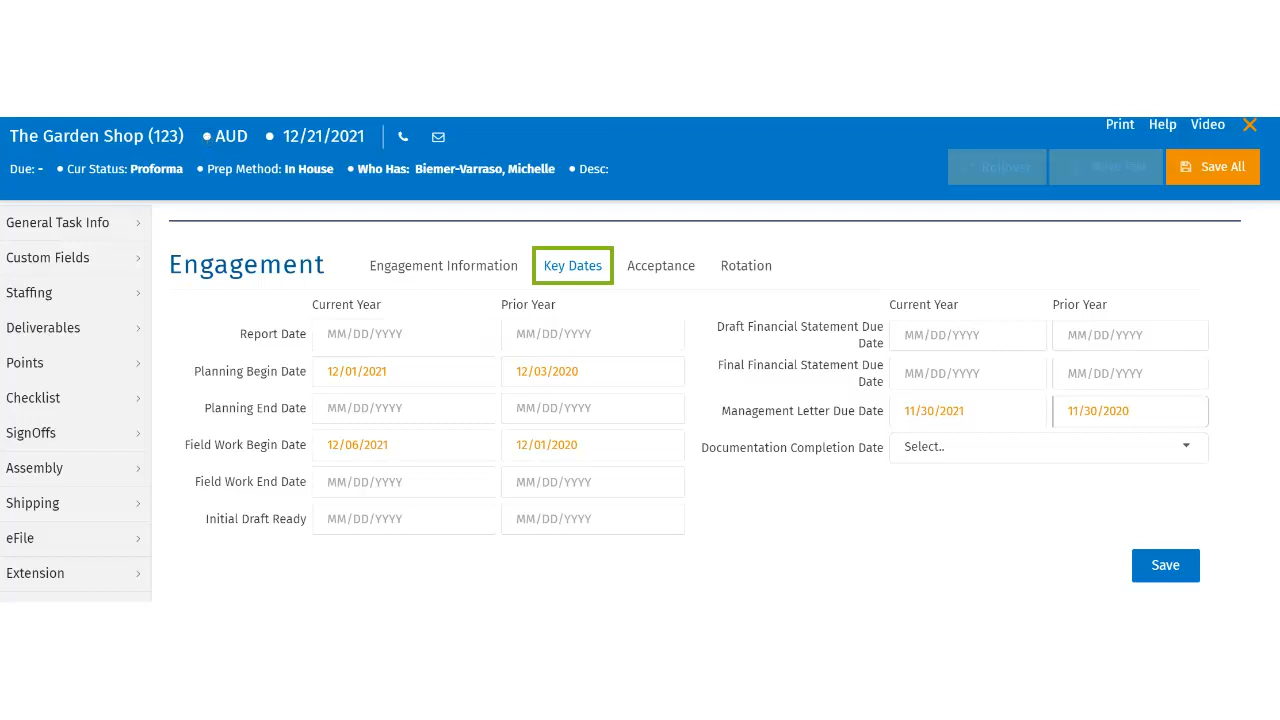 The Garden Shop (123) ● AUD ● 12/21/2021
Print Help Video
Due: - ● Cur Status: Proforma ● Prep Method: In House ● Who Has: Biemer-Varraso, Michelle ● Desc:
Rollover
Save All
General Task Info
Custom Fields
Staffing
Deliverables
Points
Checklist
SignOffs
Assembly
Shipping
eFile
Extension
Engagement
Engagement Information Key Dates Acceptance Rotation
Current Year Prior Year
Report Date MM/DD/YYYY MM/DD/YYYY
Planning Begin Date 12/01/2021 12/03/2020
Planning End Date MM/DD/YYYY MM/DD/YYYY
Field Work Begin Date 12/06/2021 12/01/2020
Field Work End Date MM/DD/YYYY MM/DD/YYYY
Initial Draft Ready MM/DD/YYYY MM/DD/YYYY
Current Year Prior Year
Draft Financial Statement Due
Date MM/DD/YYYY MM/DD/YYYY
Final Financial Statement Due
Date MM/DD/YYYY MM/DD/YYYY
Management Letter Due Date 11/30/2021 11/30/2020
Documentation Completion Date Select..
Save